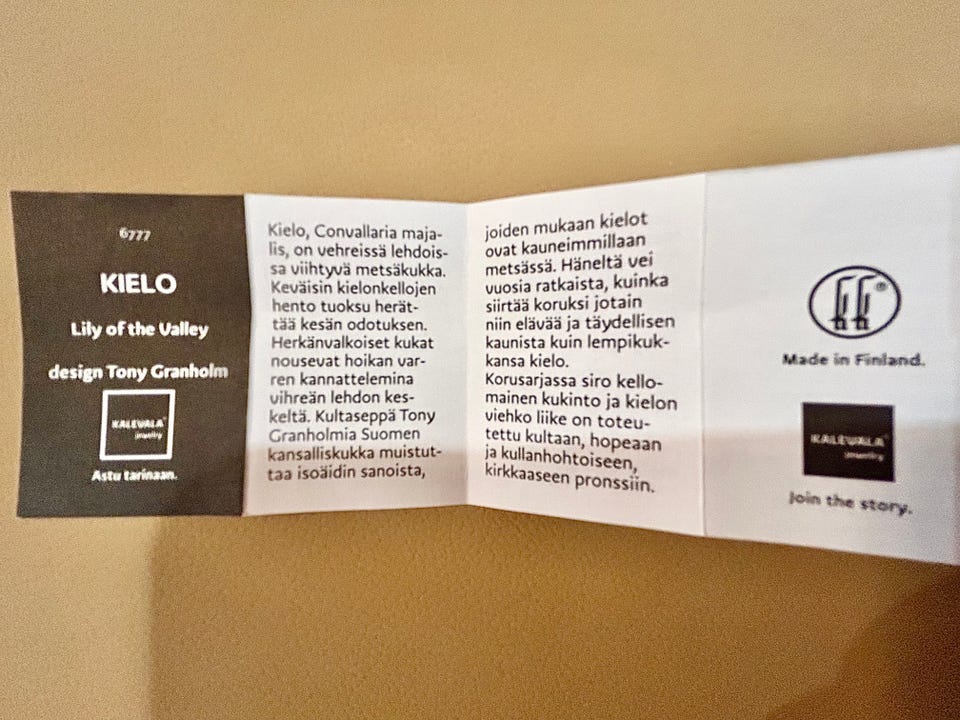 6777
KIELO
Lily of the Valley
design Tony Granholm
KALEVALA
jewelry
Astu tarinaan.
Kielo, Convallaria maja-
lis, on vehreissä lehdois-
sa viihtyvä metsäkukka.
Keväisin kielonkellojen
hento tuoksu herät-
tää kesän odotuksen.
Herkänvalkoiset kukat
nousevat hoikan var-
ren kannattelemina
vihreän lehdon kes-
keltä. Kultaseppä Tony
Granholmia Suomen
kansalliskukka muistut-
taa isoäidin sanoista,
joiden mukaan kielot
ovat kauneimmillaan
metsässä. Häneltä vei
vuosia ratkaista, kuinka
siirtää koruksi jotain
niin elävää ja täydellisen
kaunista kuin lempikuk-
kansa kielo.
Korusarjassa siro kello-
mainen kukinto ja kielon
viehko liike on toteu-
tettu kultaan, hopeaan
ja kullanhohtoiseen,
kirkkaaseen pronssiin.
®
Made in Finland.
KALEVALA
jewelry
Join the story.